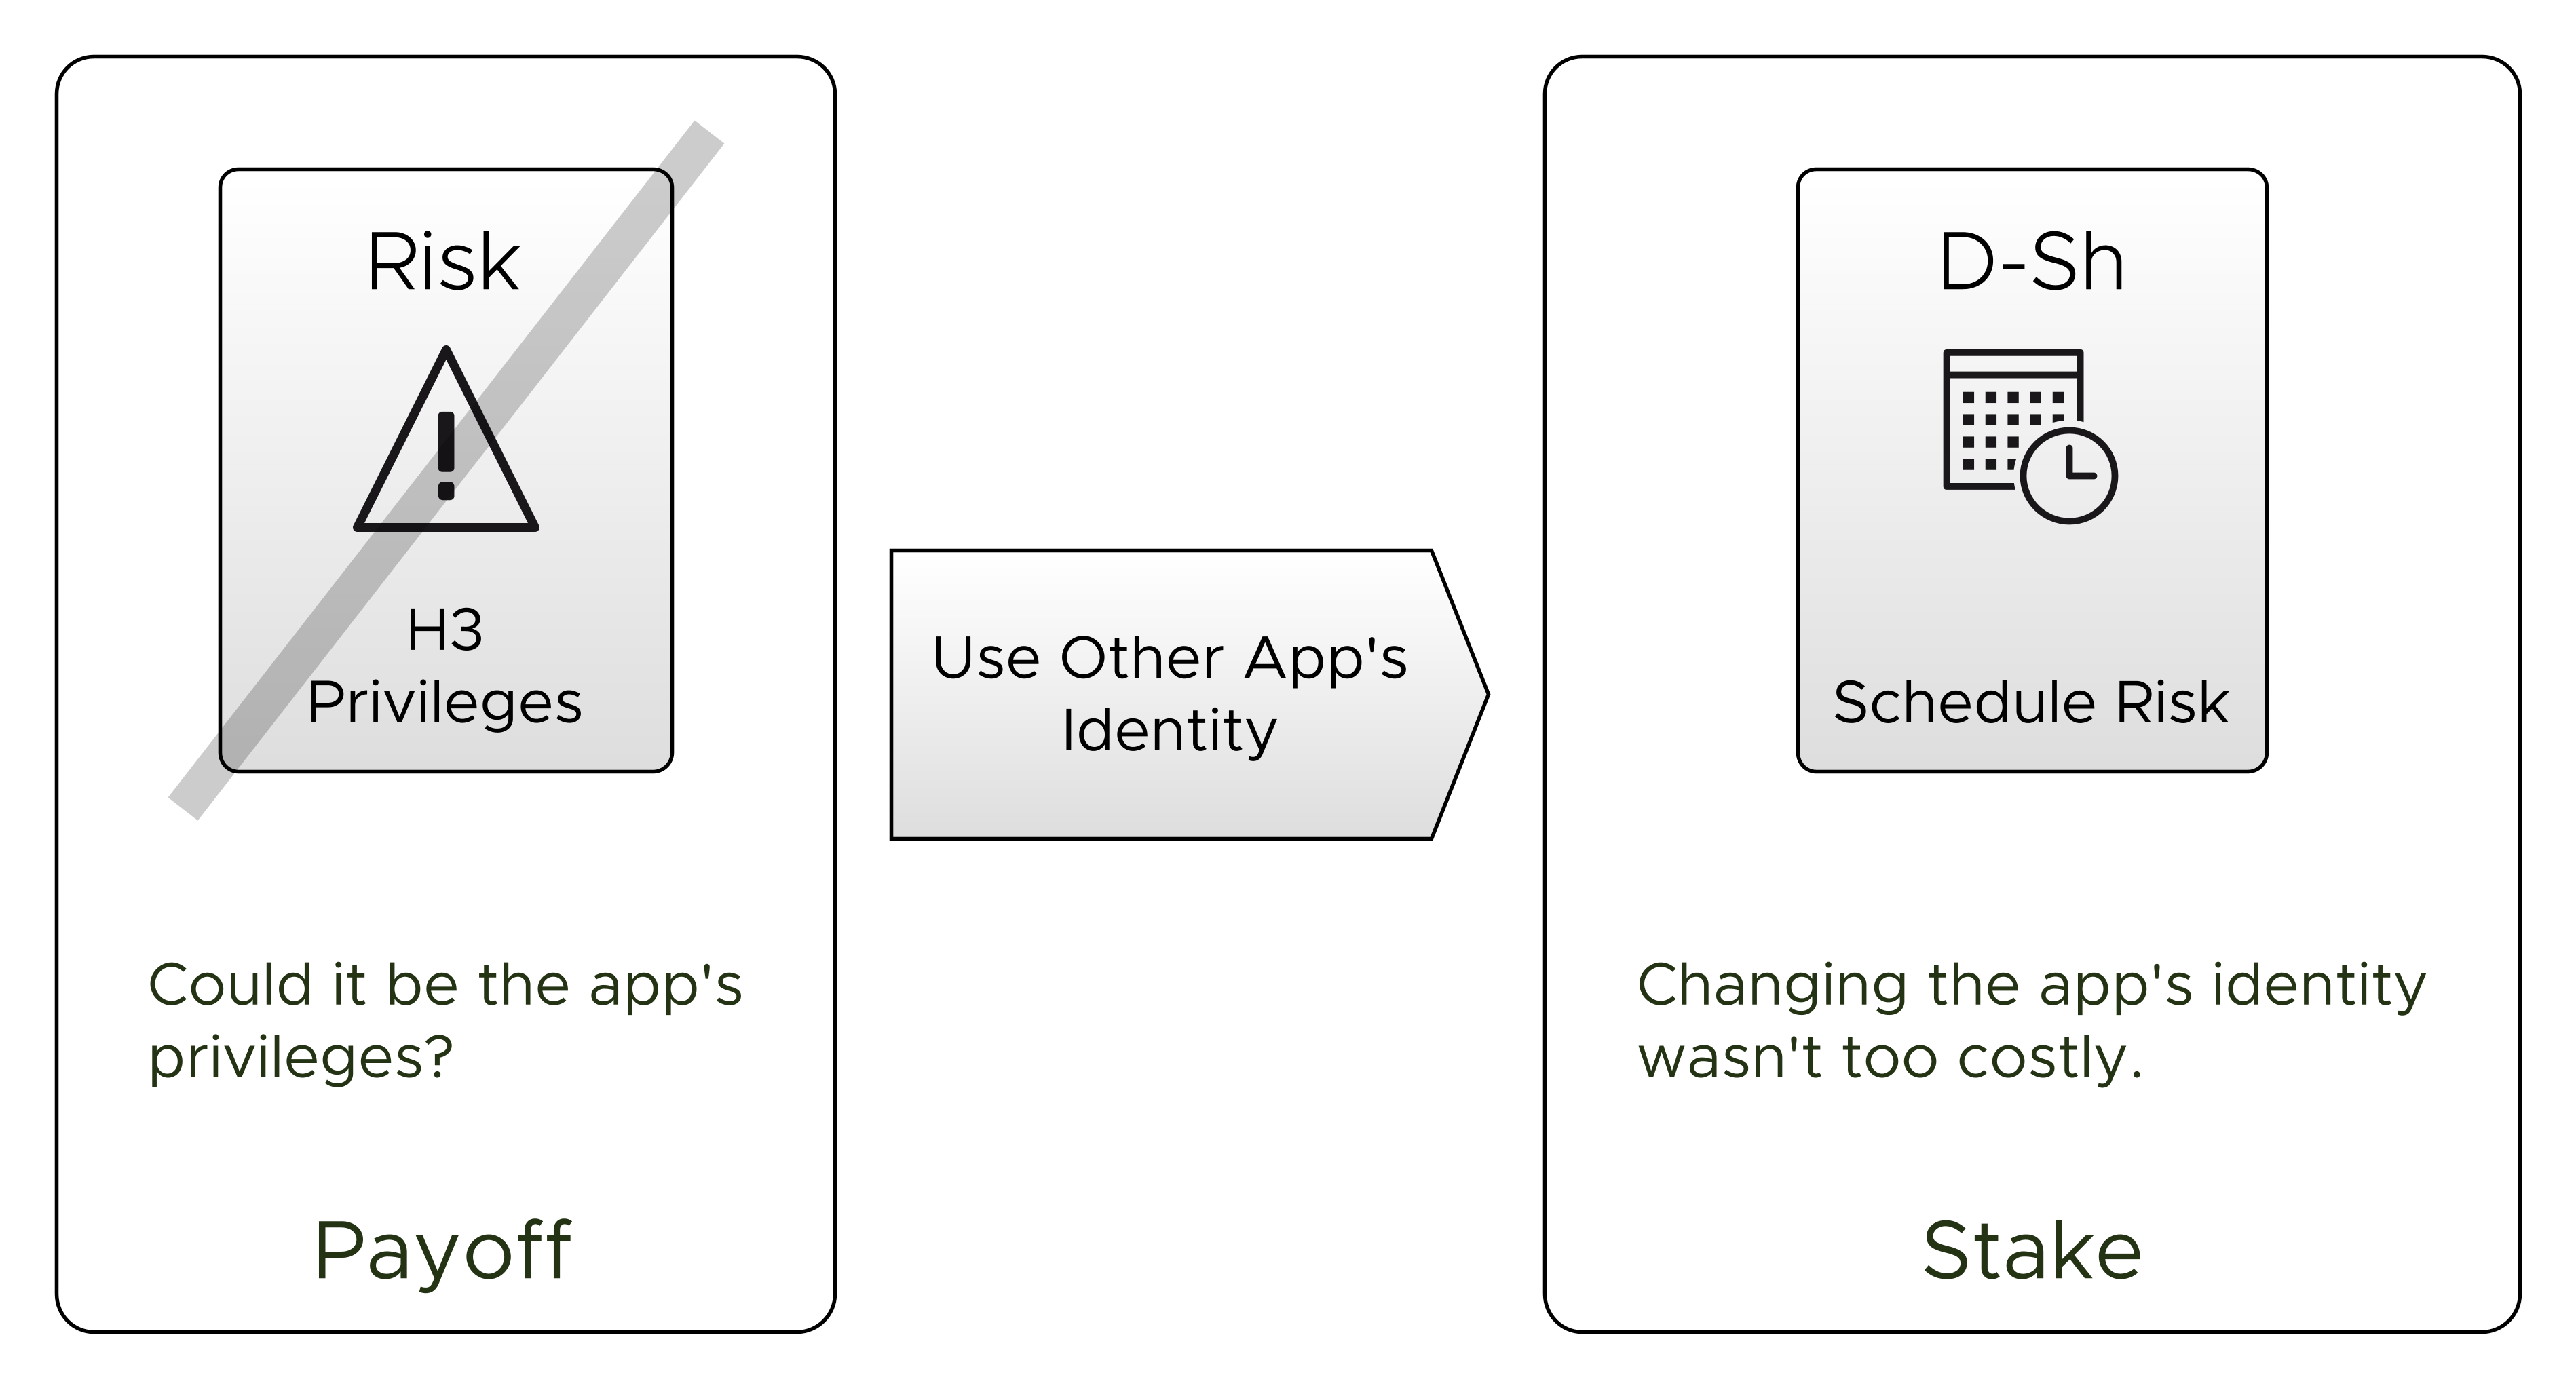 Risk
H3
Privileges
Could it be the app's
privileges?
Payoff
Use Other App's
Identity
D-Sh
Schedule Risk
Changing the app's identity
wasn't too costly.
Stake